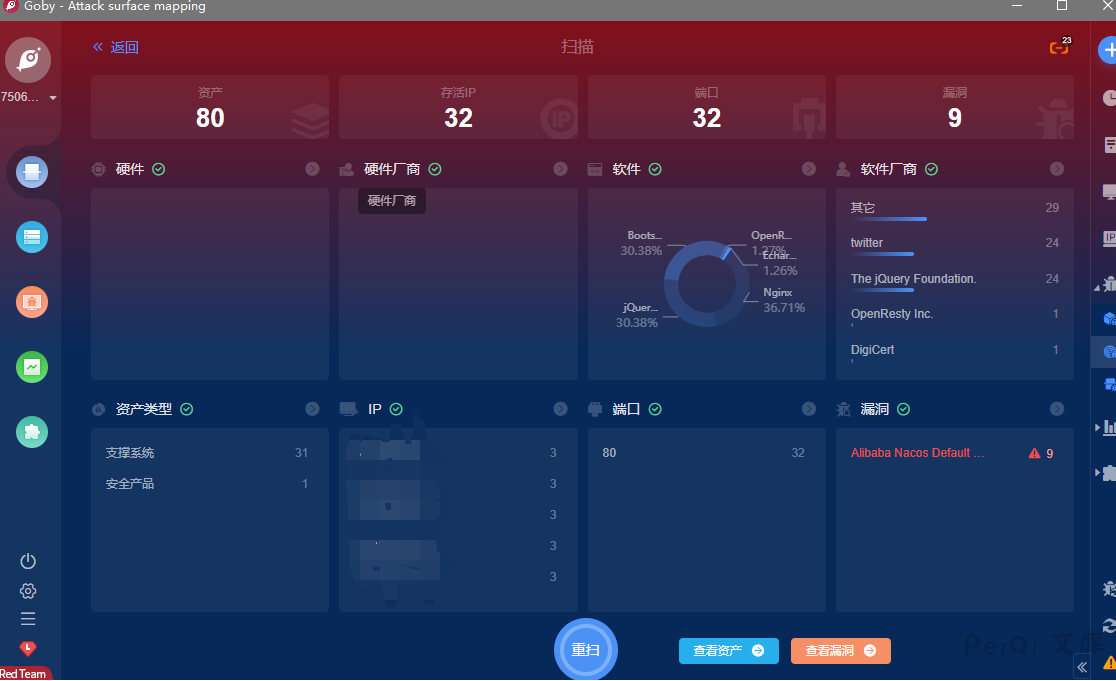 Goby - Attack surface mapping
返回
扫描
23
7506...
资产
80
存活IP
32
端口
32
漏洞
9
硬件
硬件厂商
软件
软件厂商
硬件厂商
Boots...
30.38%
OpenR...
1.27%
Echar...
1.26%
Nginx
36.71%
jQuer...
30.38%
其它 29
twitter 24
The jQuery Foundation. 24
OpenResty Inc. 1
DigiCert 1
资产类型
IP
端口
漏洞
支撑系统 31
安全产品 1
3
3
3
3
3
80 32
Alibaba Nacos Default ... 9
重扫
查看资产
查看漏洞
PeiQi 文库
Red Team
IP